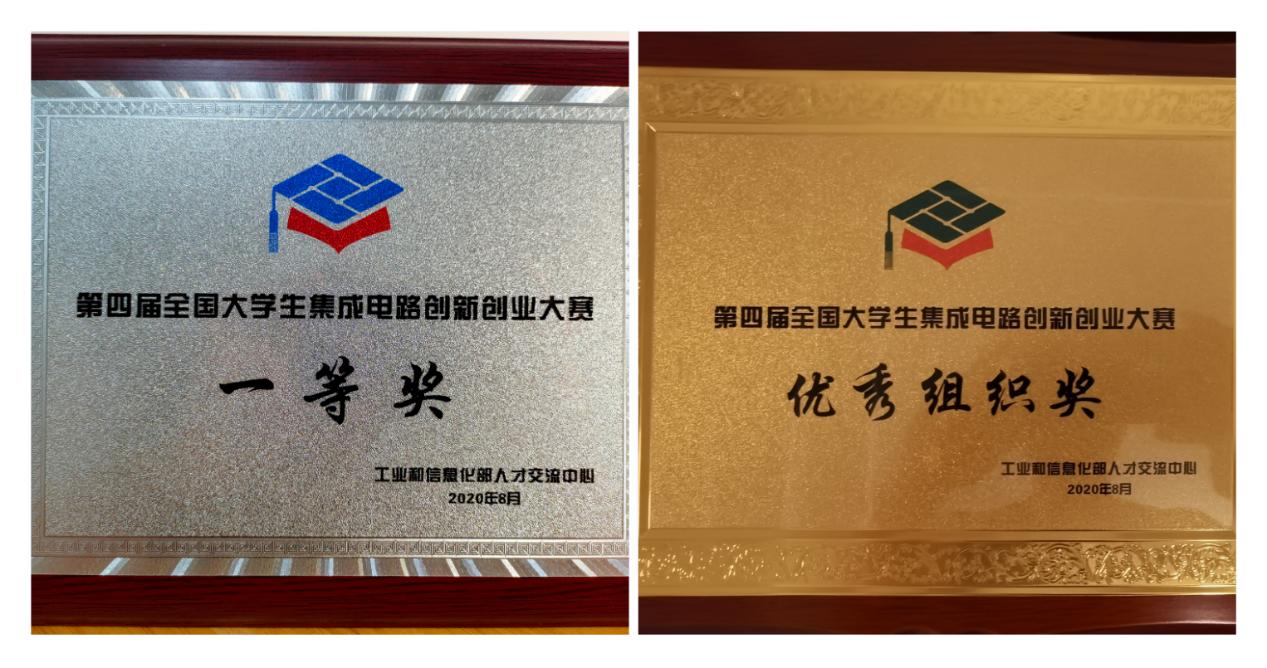 第四届全国大学生集成电路创新创业大赛
一等奖
工业和信息化部人才交流中心
2020年8月
第四届全国大学生集成电路创新创业大赛
优秀组织奖
工业和信息化部人才交流中心
2020年8月